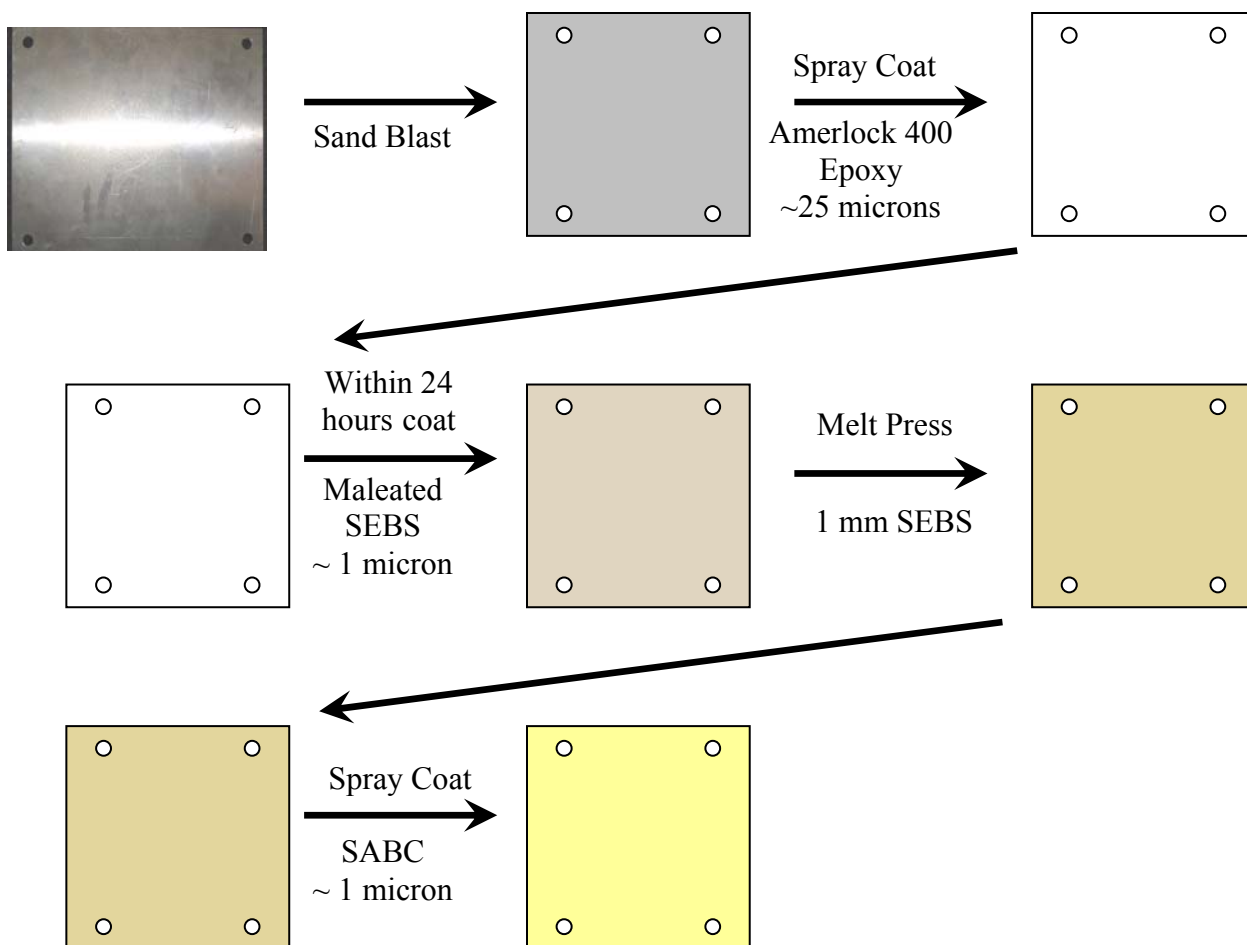 Sand Blast
Spray Coat
Amerlock 400
Epoxy
~25 microns
Within 24
hours coat
Maleated
SEBS
~ 1 micron
Melt Press
1 mm SEBS
Spray Coat
SABC
~ 1 micron